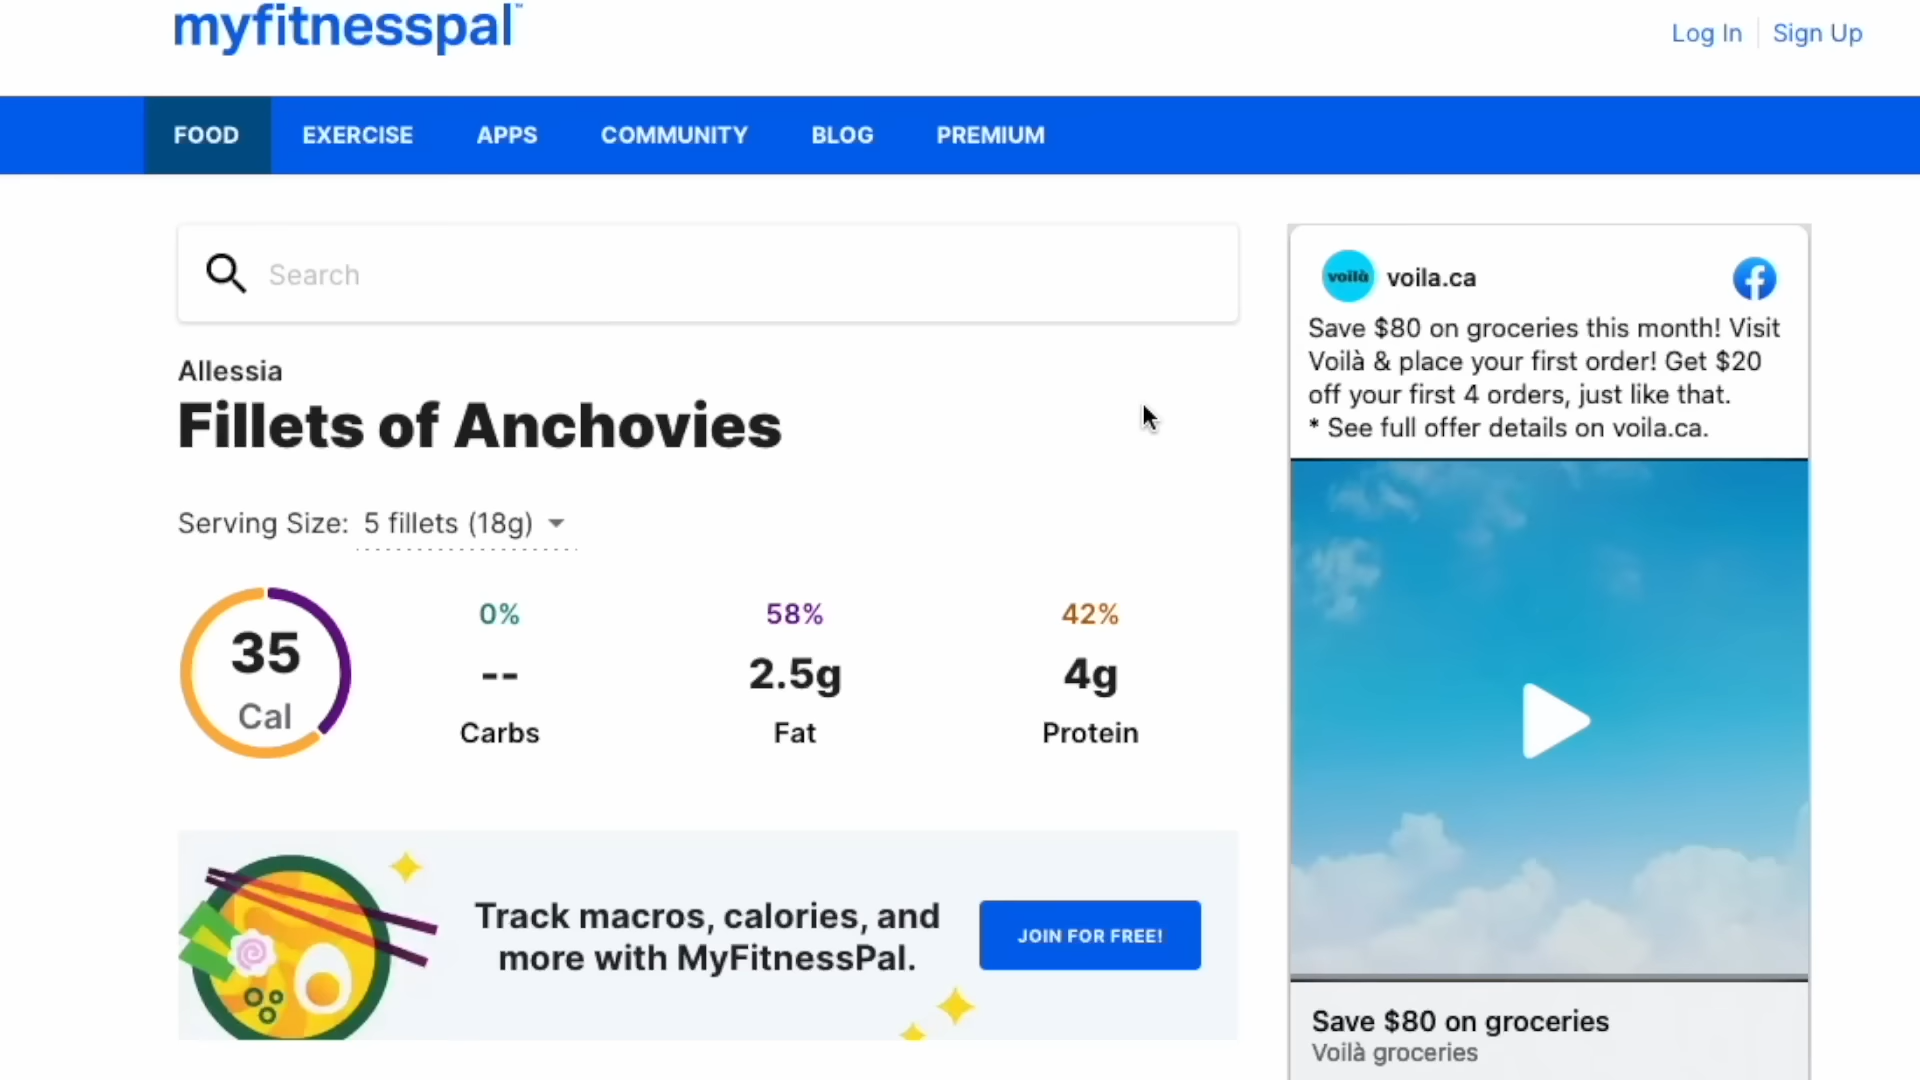 myfitnesspal™
Log In
Sign Up
FOOD
EXERCISE
APPS
COMMUNITY
BLOG
PREMIUM
Search
Allessia
Fillets of Anchovies
Serving Size: 5 fillets (18g)
35
Cal
0%
--
Carbs
58%
2.5g
Fat
42%
4g
Protein
Track macros, calories, and
more with MyFitnessPal.
JOIN FOR FREE!
voilà
voila.ca
Save $80 on groceries this month! Visit
Voilà & place your first order! Get $20
off your first 4 orders, just like that.
* See full offer details on voila.ca.
Save $80 on groceries
Voilà groceries